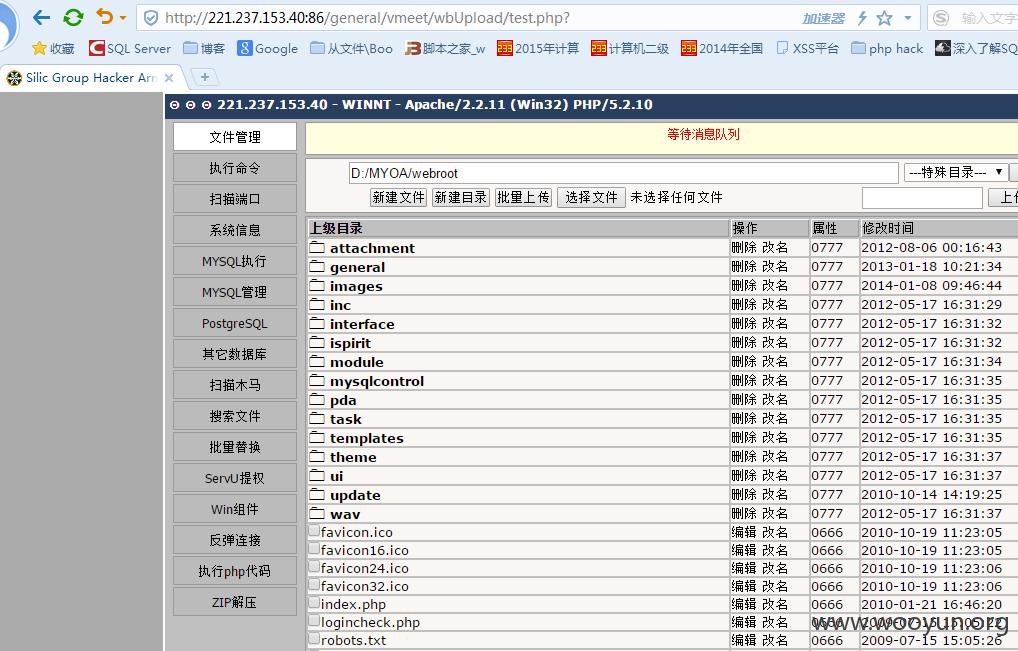 http://221.237.153.40:86/general/vmeet/wbUpload/test.php? 加速器 输入文字
收藏 SQL Server 博客 Google 从文件\Boo 脚本之家_w 2015年计算 计算机二级 2014年全国 XSS平台 php hack 深入了解SQ
Silic Group Hacker Arm
221.237.153.40 - WINNT - Apache/2.2.11 (Win32) PHP/5.2.10
文件管理
执行命令
扫描端口
系统信息
MYSQL执行
MYSQL管理
PostgreSQL
其它数据库
扫描木马
搜索文件
批量替换
ServU提权
Win组件
反弹连接
执行php代码
ZIP解压
等待消息队列
D:/MYOA/webroot ---特殊目录---
新建文件 新建目录 批量上传 选择文件 未选择任何文件 上传
上级目录 操作 属性 修改时间
attachment 删除 改名 0777 2012-08-06 00:16:43
general 删除 改名 0777 2013-01-18 10:21:34
images 删除 改名 0777 2014-01-08 09:46:44
inc 删除 改名 0777 2012-05-17 16:31:29
interface 删除 改名 0777 2012-05-17 16:31:32
ispirit 删除 改名 0777 2012-05-17 16:31:32
module 删除 改名 0777 2012-05-17 16:31:34
mysqlcontrol 删除 改名 0777 2012-05-17 16:31:35
pda 删除 改名 0777 2012-05-17 16:31:35
task 删除 改名 0777 2012-05-17 16:31:35
templates 删除 改名 0777 2012-05-17 16:31:35
theme 删除 改名 0777 2012-05-17 16:31:37
ui 删除 改名 0777 2012-05-17 16:31:37
update 删除 改名 0777 2010-10-14 14:19:25
wav 删除 改名 0777 2012-05-17 16:31:37
favicon.ico 编辑 改名 0666 2010-10-19 11:23:05
favicon16.ico 编辑 改名 0666 2010-10-19 11:23:05
favicon24.ico 编辑 改名 0666 2010-10-19 11:23:06
favicon32.ico 编辑 改名 0666 2010-10-19 11:23:06
index.php 编辑 改名 0666 2010-01-21 16:46:20
logincheck.php 编辑 改名 0666 2009-07-15 15:05:22
robots.txt 编辑 改名 0666 2009-07-15 15:05:26
www.wooyun.org